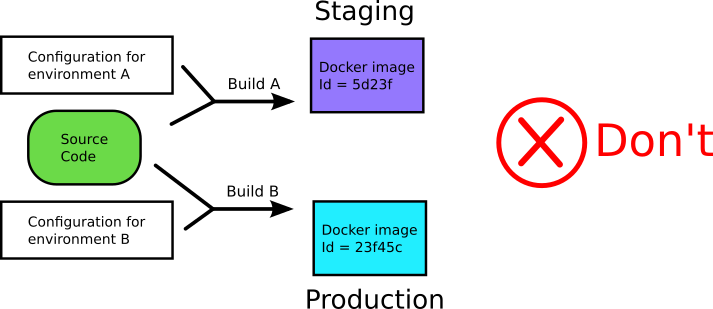 Staging
Configuration for
environment A
Build A
Docker image
Id = 5d23f
Source
Code
Don't
Build B
Configuration for
environment B
Docker image
Id = 23f45c
Production